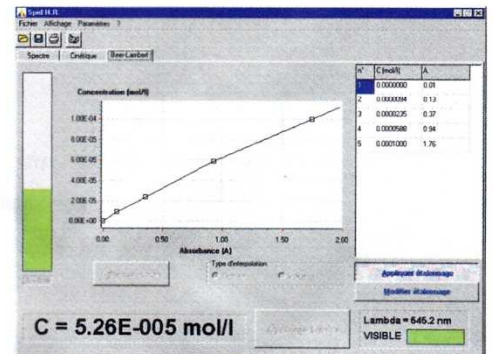 Spid H.R.
Fichier Affichage Paramètres ?
Spectre Cinétique Beer-Lambert
Concentration (mol/l)
1.00E-04
8.00E-05
6.00E-05
4.00E-05
2.00E-05
0.00E+00
0.00 0.50 1.00 1.50 2.00
Absorbance (A)
Type d'interpolation
n° C (mol/l) A
1 0.0000000 0.01
2 0.0000094 0.13
3 0.0000235 0.37
4 0.0000588 0.94
5 0.0001000 1.76
Appliquer étalonnage
Modifier étalonnage
C = 5.26E-005 mol/l
Lambda = 545.2 nm
VISIBLE